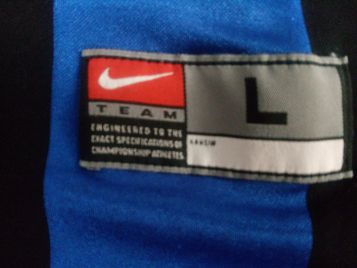 TEAM
ENGINEERED TO THE
EXACT SPECIFICATIONS OF
CHAMPIONSHIP ATHLETES.
L